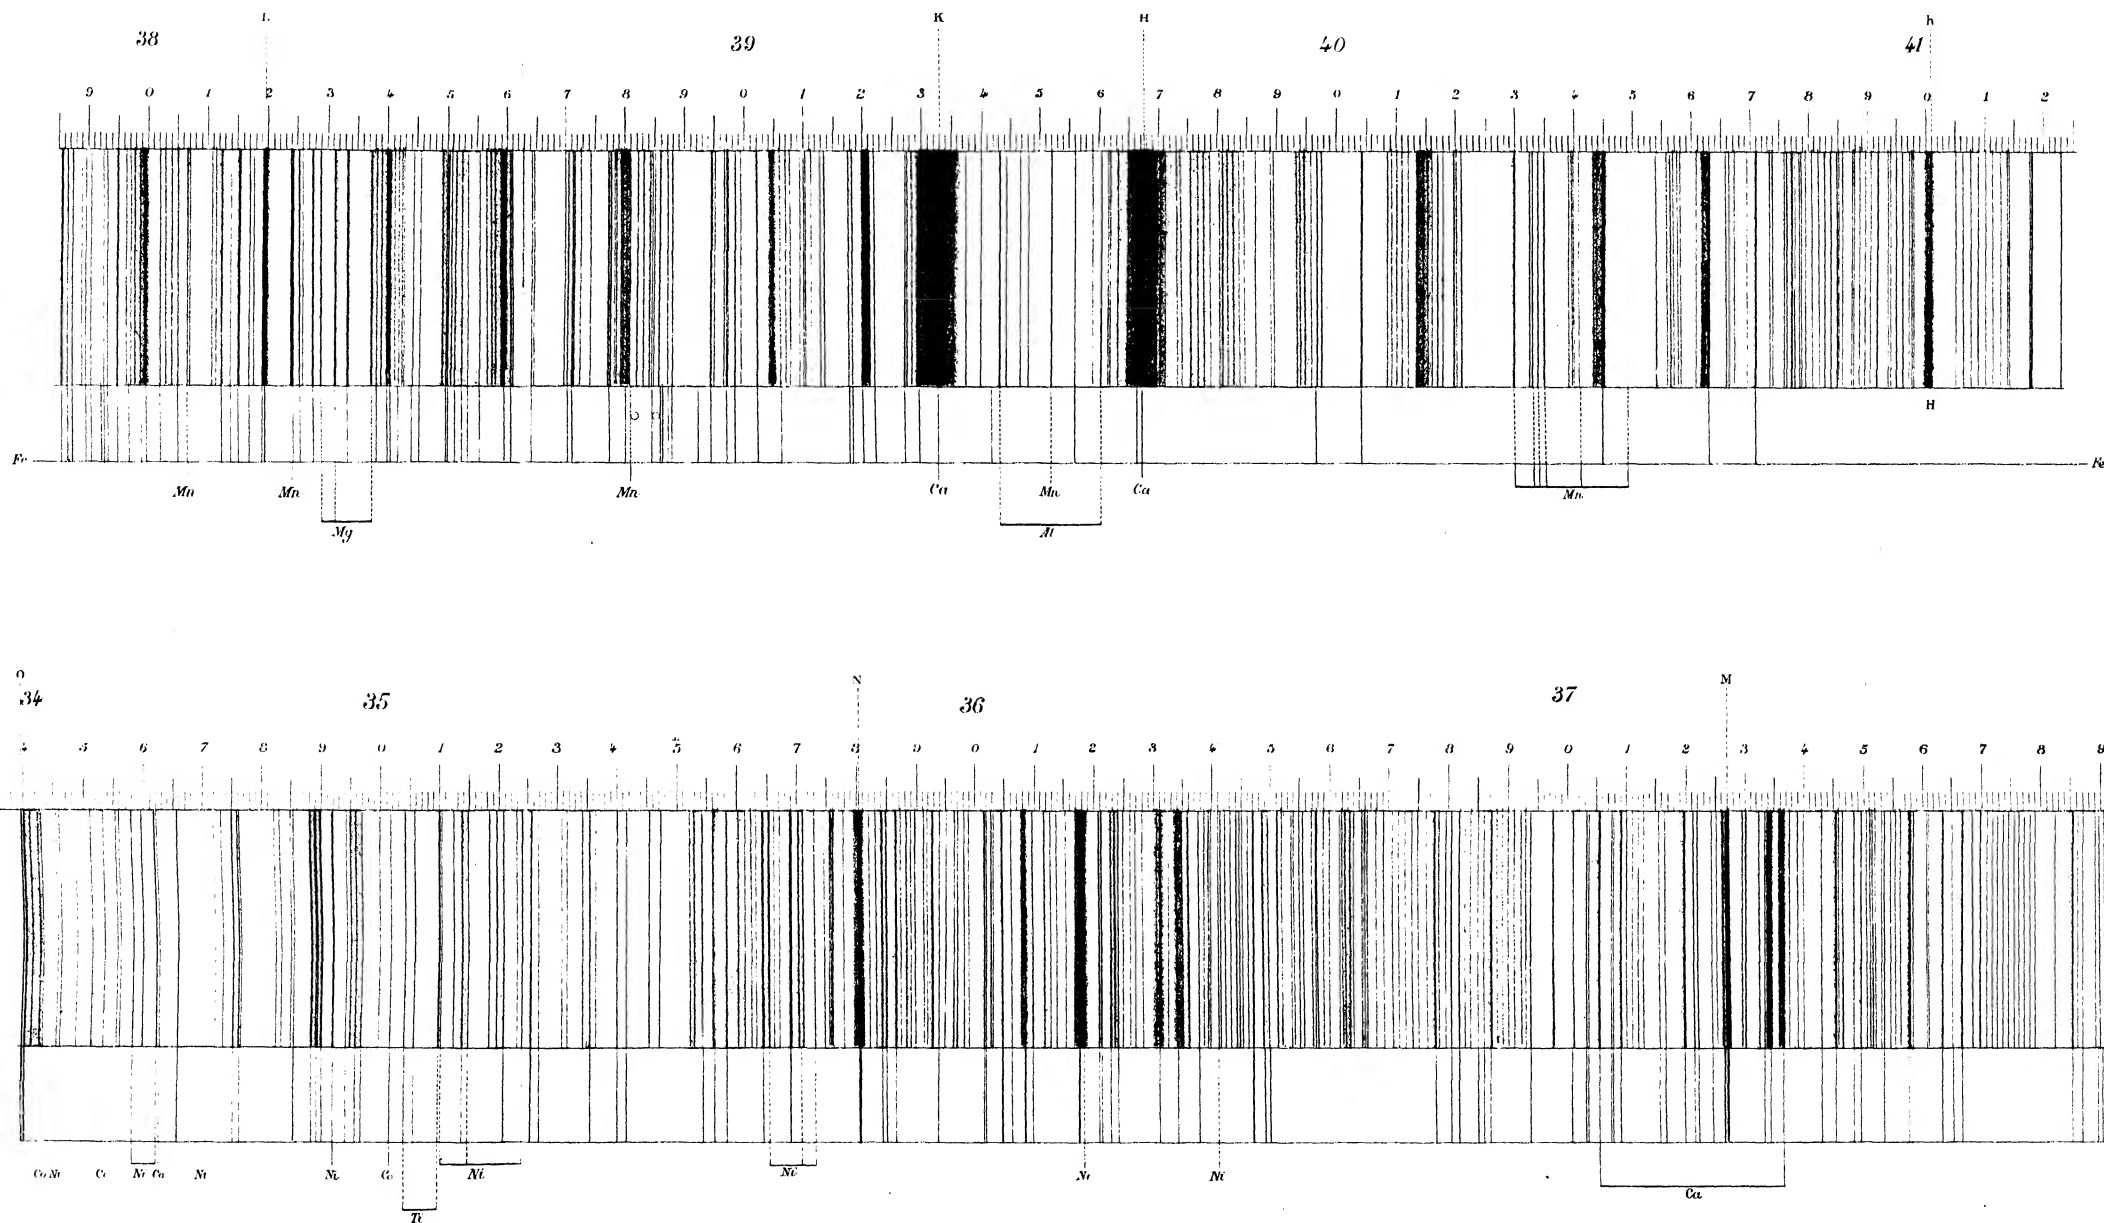 L K H h
38 39 40 41
9 0 1 2 3 4 5 6 7 8 9 0 1 2 3 4 5 6 7 8 9 0 1 2 3 4 5 6 7 8 9 0 1 2
H
Fe Fe
Mn Mn Mn Ca Mn Ca Mn
Mg Al
O N M
34 35 36 37
4 5 6 7 8 9 0 1 2 3 4 5 6 7 8 9 0 1 2 3 4 5 6 7 8 9 0 1 2 3 4 5 6 7 8 9
Co Ni Ni Co Ni Ni Co Ni Ni Ni Ni
Ti Ca